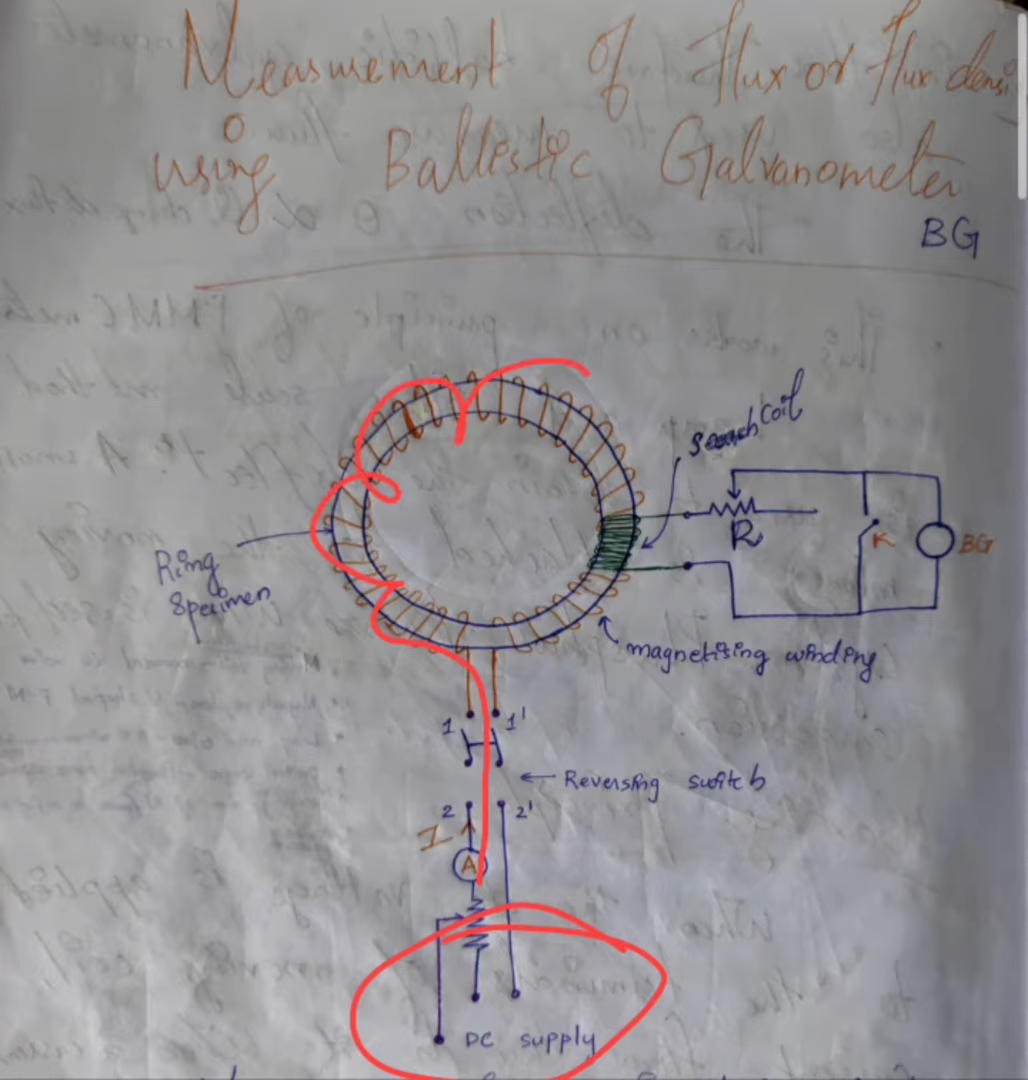 Measurement of Flux or flux densi
using Ballestic Galvanometer
BG
Search Coil
R
K
BG
Ring
Specimen
magnetising winding
1 1'
Reversing switch
2 2'
I
A
DC supply